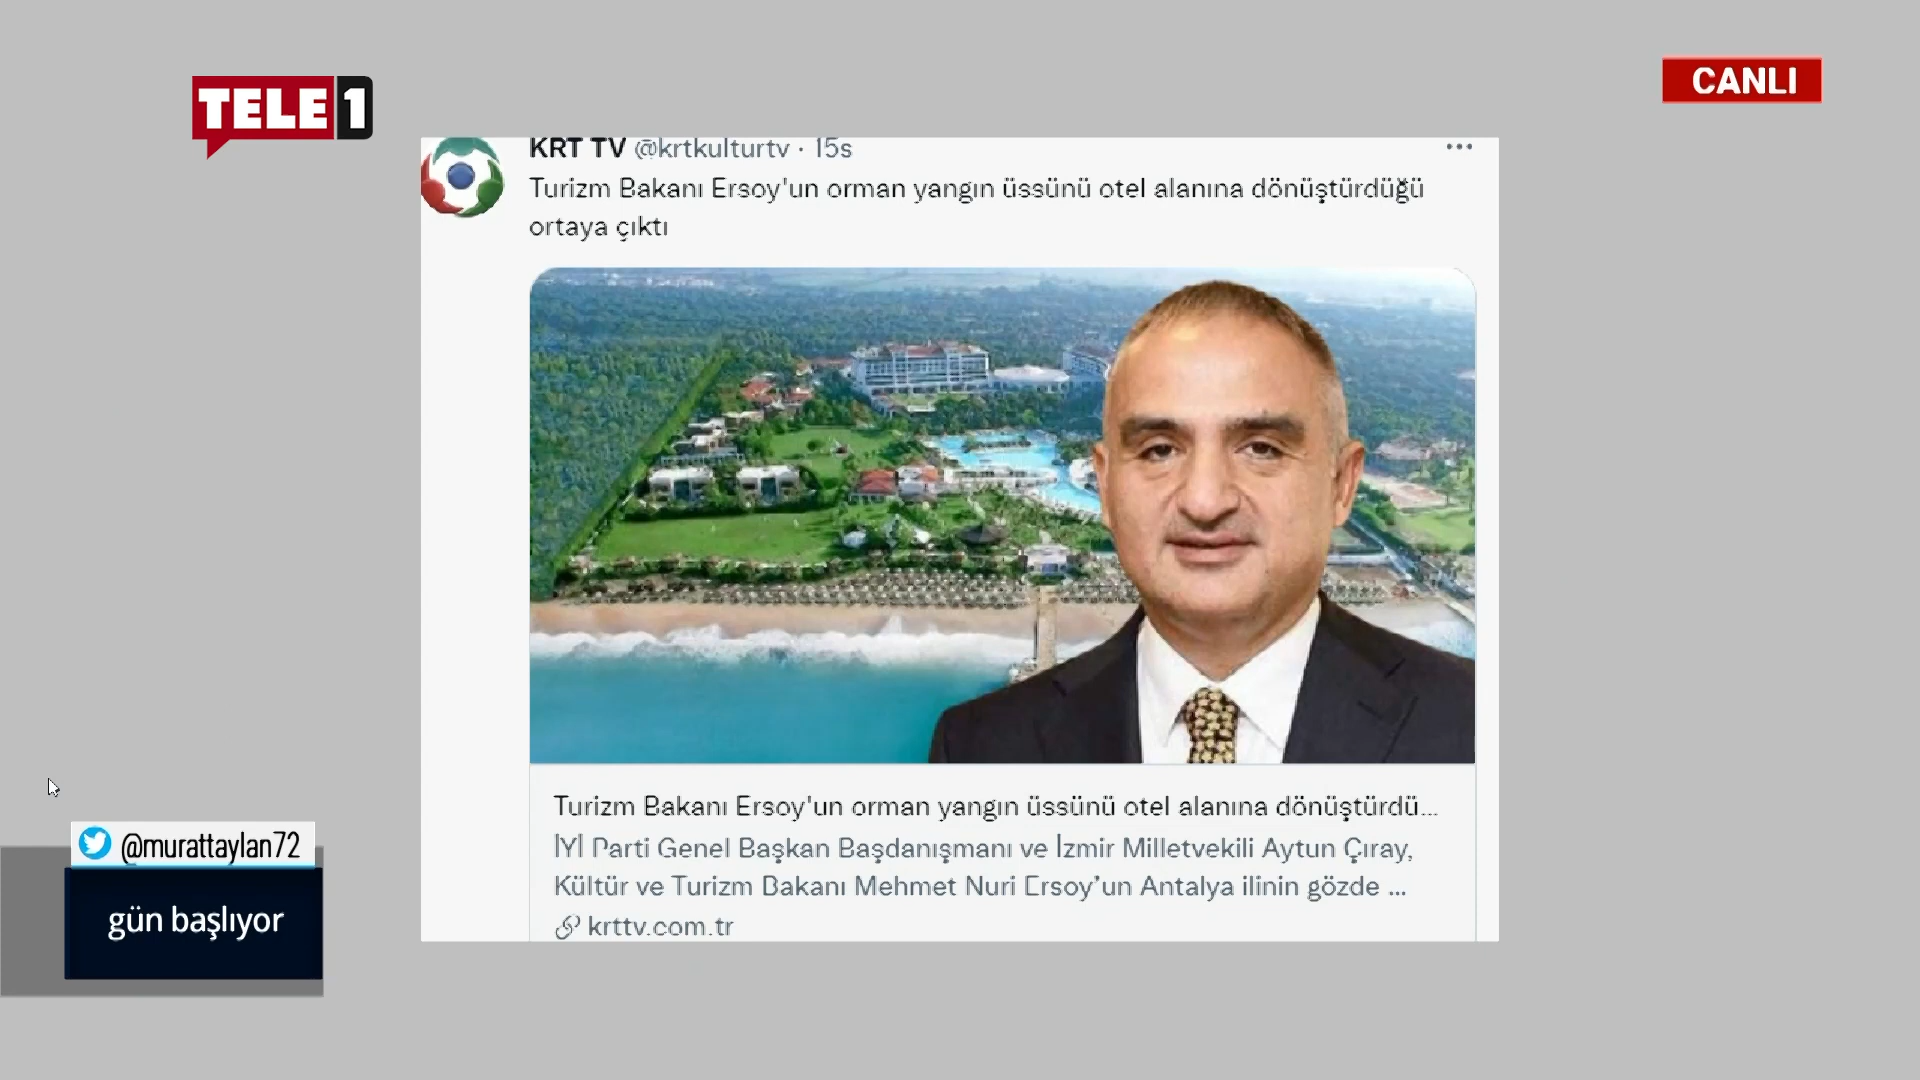 TELE1
CANLI
KRT TV @krtkulturtv · 15s
Turizm Bakanı Ersoy'un orman yangın üssünü otel alanına dönüştürdüğü
ortaya çıktı
Turizm Bakanı Ersoy'un orman yangın üssünü otel alanına dönüştürdü...
İYİ Parti Genel Başkan Başdanışmanı ve İzmir Milletvekili Aytun Çıray,
Kültür ve Turizm Bakanı Mehmet Nuri Ersoy'un Antalya ilinin gözde ...
krttv.com.tr
@murattaylan72
gün başlıyor